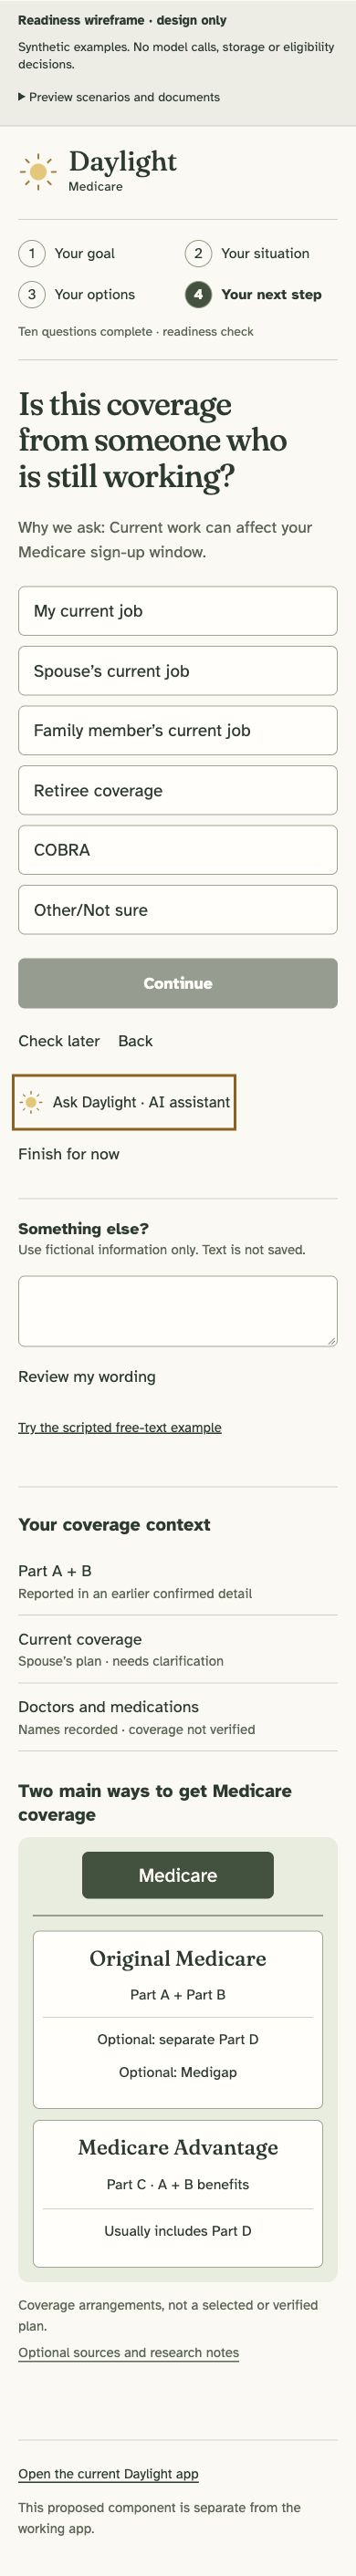 Readiness wireframe · design only
Synthetic examples. No model calls, storage or eligibility
decisions.
▶ Preview scenarios and documents
Daylight
Medicare
1 Your goal
2 Your situation
3 Your options
4 Your next step
Ten questions complete · readiness check
Is this coverage
from someone who
is still working?
Why we ask: Current work can affect your
Medicare sign-up window.
My current job
Spouse’s current job
Family member’s current job
Retiree coverage
COBRA
Other/Not sure
Continue
Check later Back
Ask Daylight · AI assistant
Finish for now
Something else?
Use fictional information only. Text is not saved.
Review my wording
Try the scripted free-text example
Your coverage context
Part A + B
Reported in an earlier confirmed detail
Current coverage
Spouse’s plan · needs clarification
Doctors and medications
Names recorded · coverage not verified
Two main ways to get Medicare
coverage
Medicare
Original Medicare
Part A + Part B
Optional: separate Part D
Optional: Medigap
Medicare Advantage
Part C · A + B benefits
Usually includes Part D
Coverage arrangements, not a selected or verified
plan.
Optional sources and research notes
Open the current Daylight app
This proposed component is separate from the
working app.